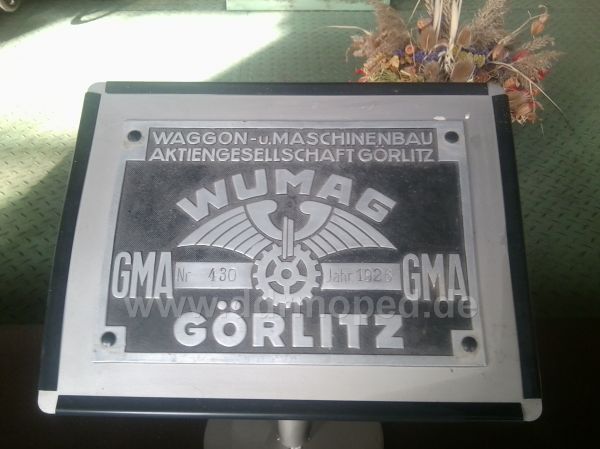 WAGGON-u.MASCHINENBAU
AKTIENGESELLSCHAFT GÖRLITZ
WUMAG
GMA Nr 430 Jahr 1926 GMA
www.ddrmoped.de
GÖRLITZ